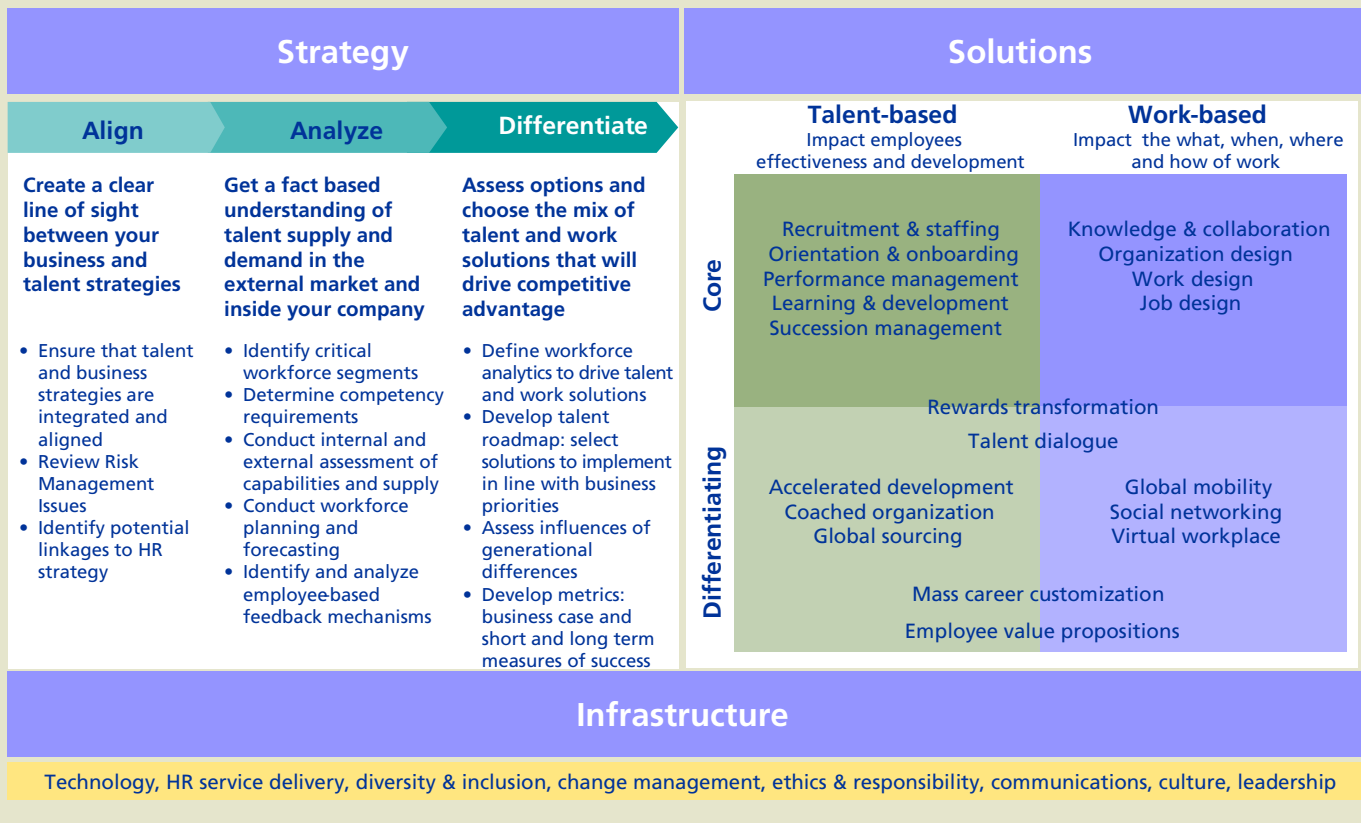 Strategy
Solutions
Align
Analyze
Differentiate
Create a clear
line of sight
between your
business and
talent strategies
• Ensure that talent
and business
strategies are
integrated and
aligned
• Review Risk
Management
Issues
• Identify potential
linkages to HR
strategy
Get a fact based
understanding of
talent supply and
demand in the
external market and
inside your company
• Identify critical
workforce segments
• Determine competency
requirements
• Conduct internal and
external assessment of
capabilities and supply
• Conduct workforce
planning and
forecasting
• Identify and analyze
employee-based
feedback mechanisms
Assess options and
choose the mix of
talent and work
solutions that will
drive competitive
advantage
• Define workforce
analytics to drive talent
and work solutions
• Develop talent
roadmap: select
solutions to implement
in line with business
priorities
• Assess influences of
generational
differences
• Develop metrics:
business case and
short and long term
measures of success
Talent-based
Impact employees
effectiveness and development
Work-based
Impact the what, when, where
and how of work
Core
Recruitment & staffing
Orientation & onboarding
Performance management
Learning & development
Succession management
Knowledge & collaboration
Organization design
Work design
Job design
Rewards transformation
Talent dialogue
Differentiating
Accelerated development
Coached organization
Global sourcing
Global mobility
Social networking
Virtual workplace
Mass career customization
Employee value propositions
Infrastructure
Technology, HR service delivery, diversity & inclusion, change management, ethics & responsibility, communications, culture, leadership